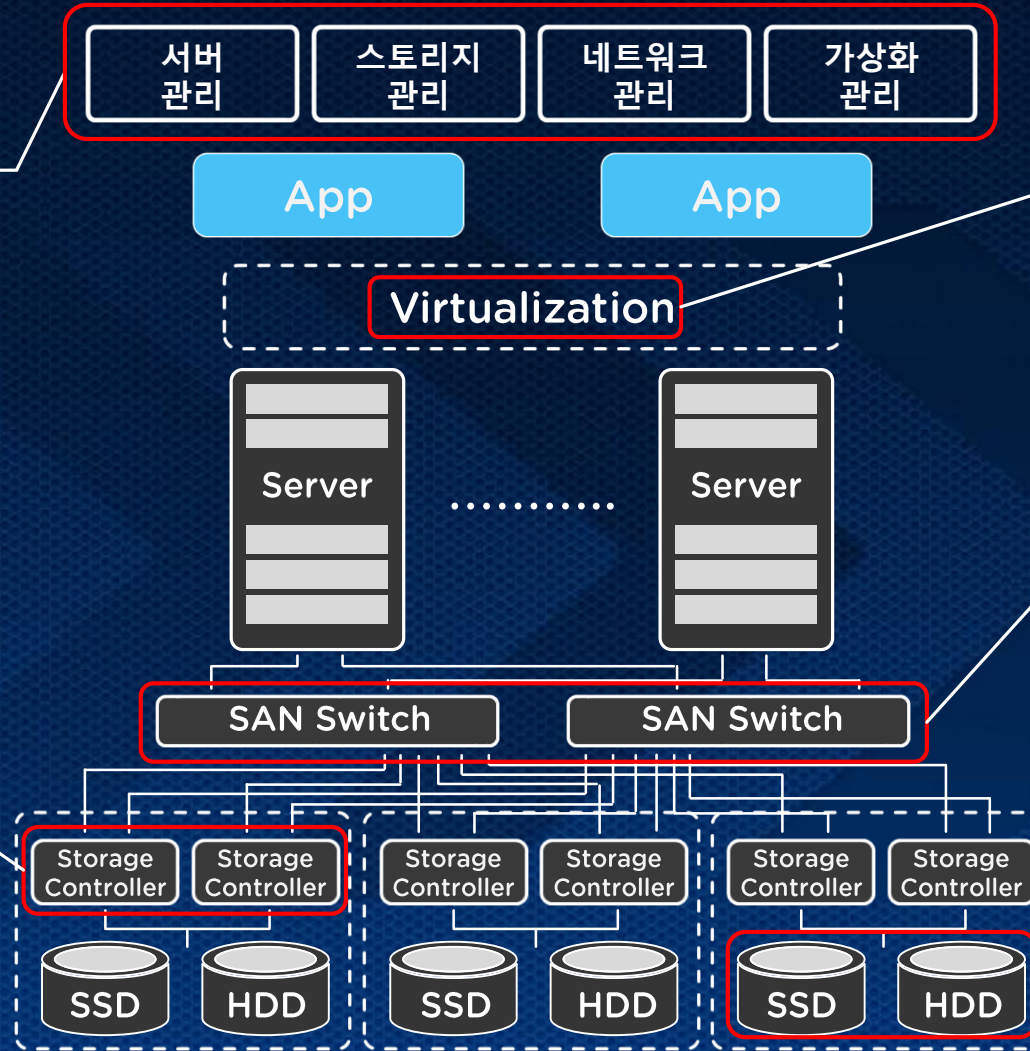 서버
관리
스토리지
관리
네트워크
관리
가상화
관리
App
App
Virtualization
Server
Server
SAN Switch
SAN Switch
Storage
Controller
Storage
Controller
Storage
Controller
Storage
Controller
Storage
Controller
Storage
Controller
SSD
HDD
SSD
HDD
SSD
HDD